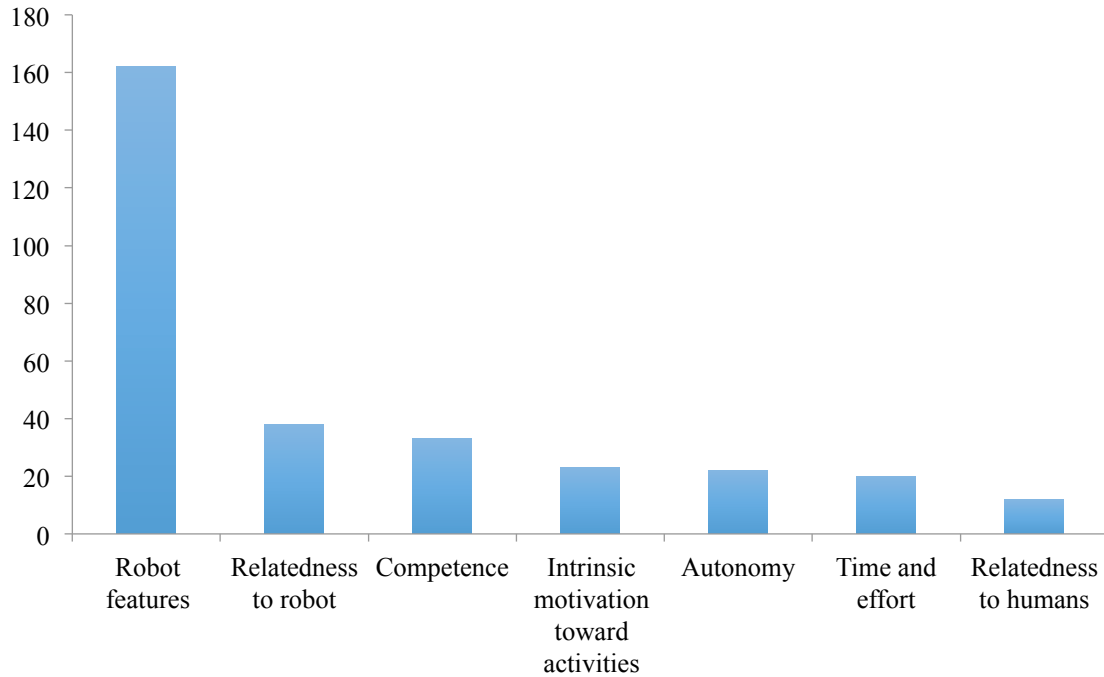 180
160
140
120
100
80
60
40
20
0
Robot
features
Relatedness
to robot
Competence
Intrinsic
motivation
toward
activities
Autonomy
Time and
effort
Relatedness
to humans